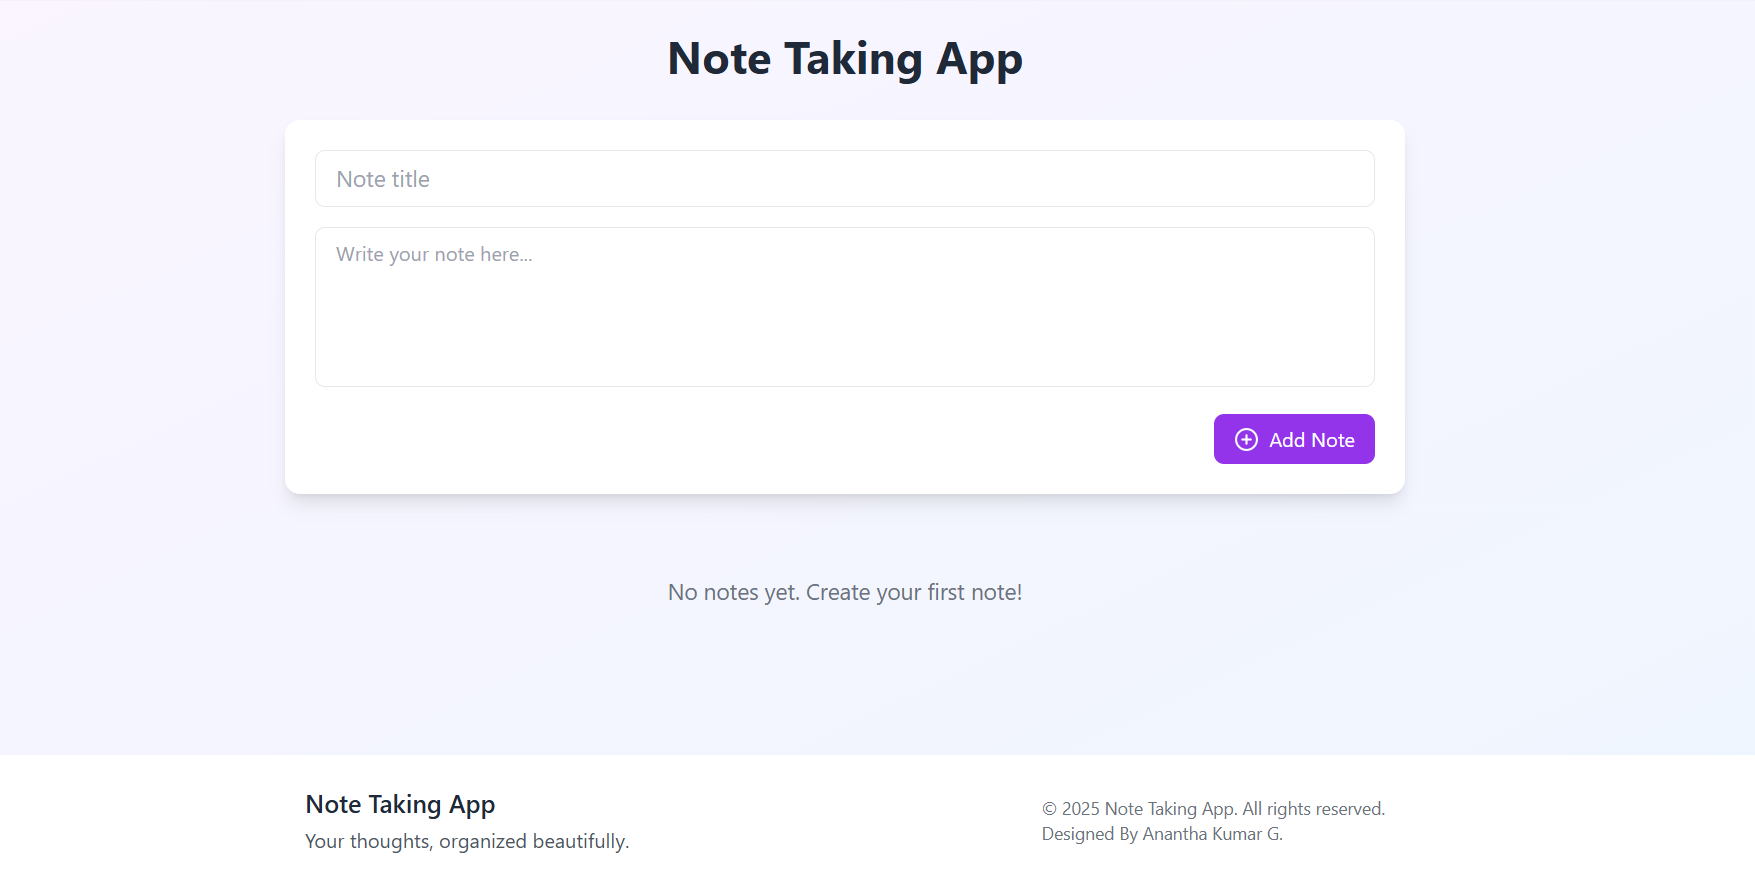 Note Taking App
Note title
Write your note here...
Add Note
No notes yet. Create your first note!
Note Taking App
Your thoughts, organized beautifully.
© 2025 Note Taking App. All rights reserved.
Designed By Anantha Kumar G.